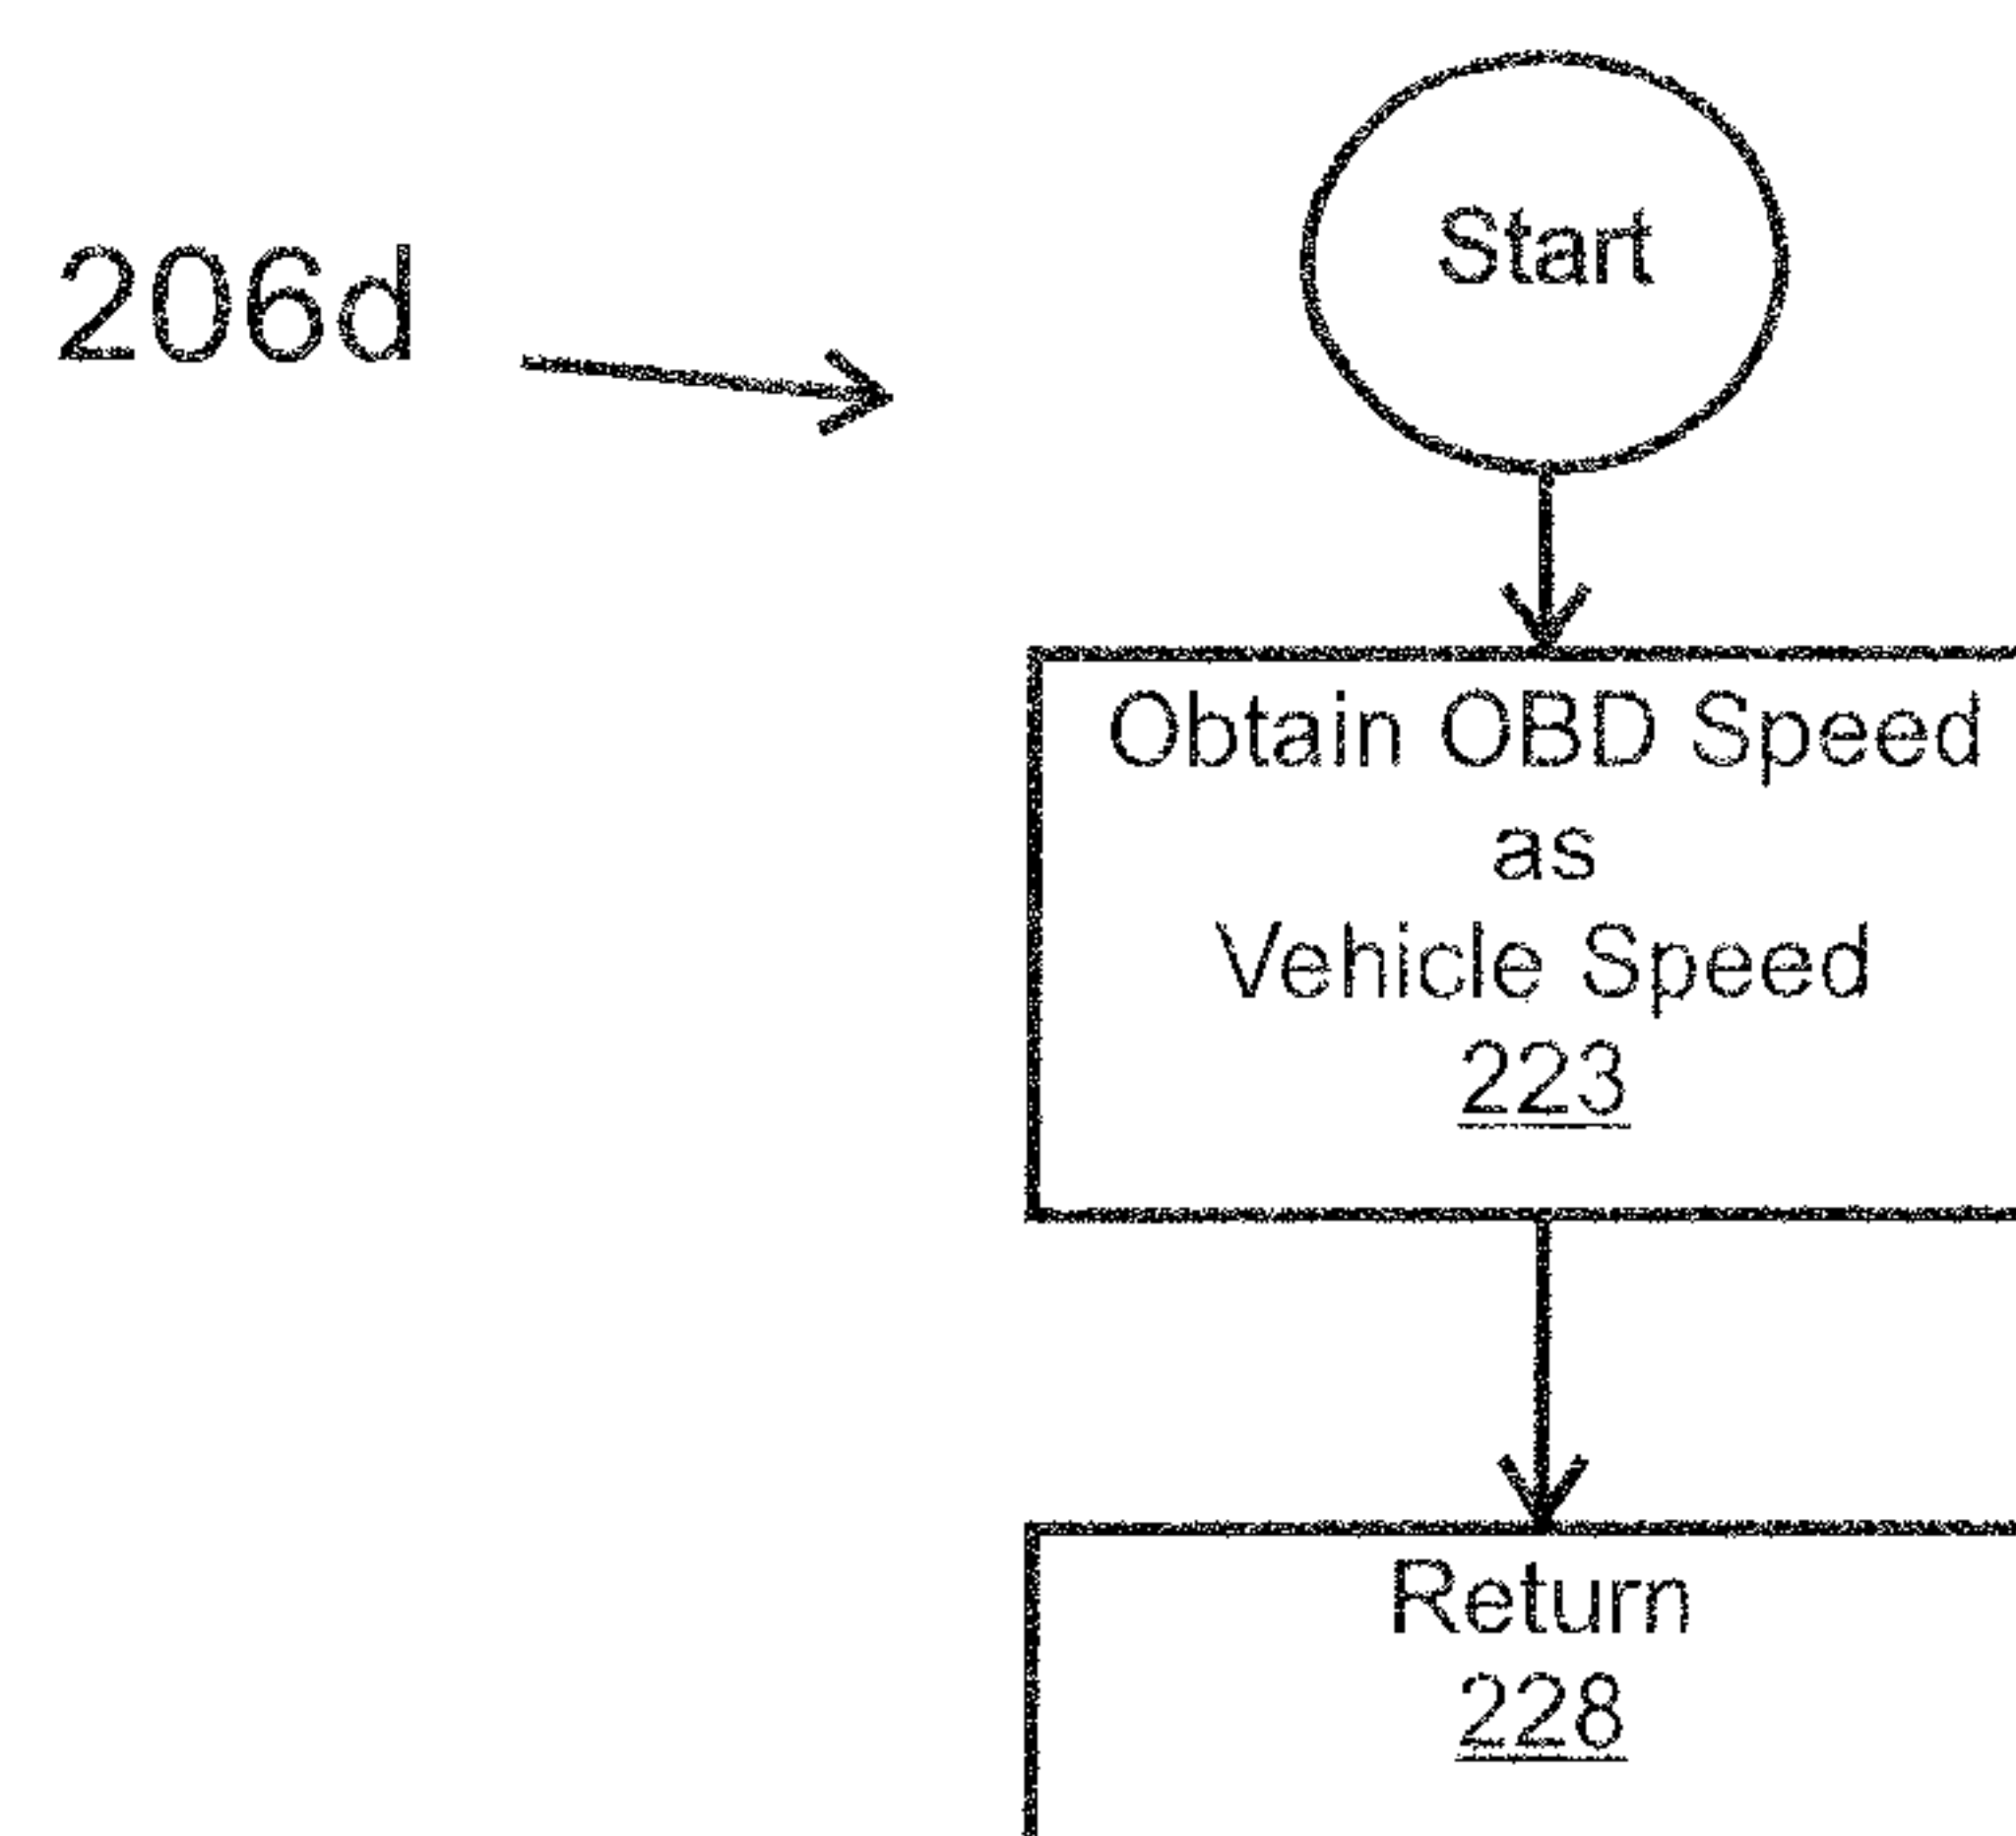 206d
Start
Obtain OBD Speed
as
Vehicle Speed
223
Return
228